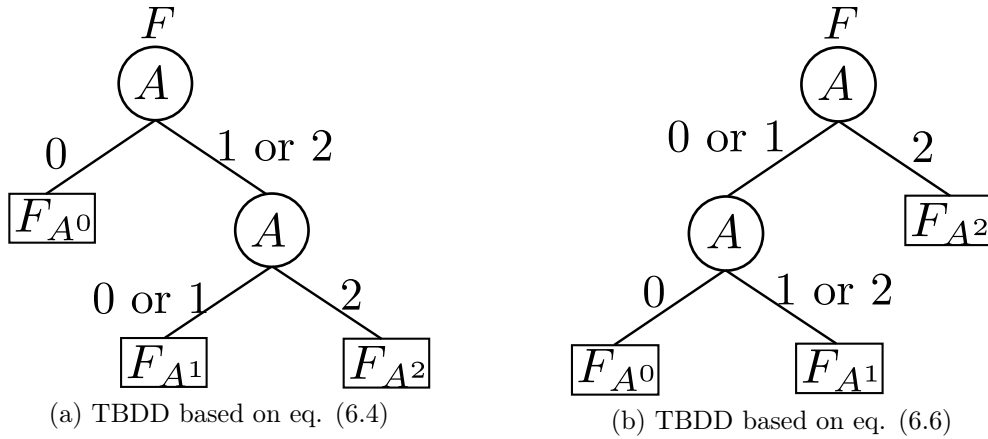 F F
A A
0 1 or 2 0 or 1 2
F_{A^0} A A F_{A^2}
0 or 1 2 0 1 or 2
F_{A^1} F_{A^2} F_{A^0} F_{A^1}
(a) TBDD based on eq. (6.4)
(b) TBDD based on eq. (6.6)